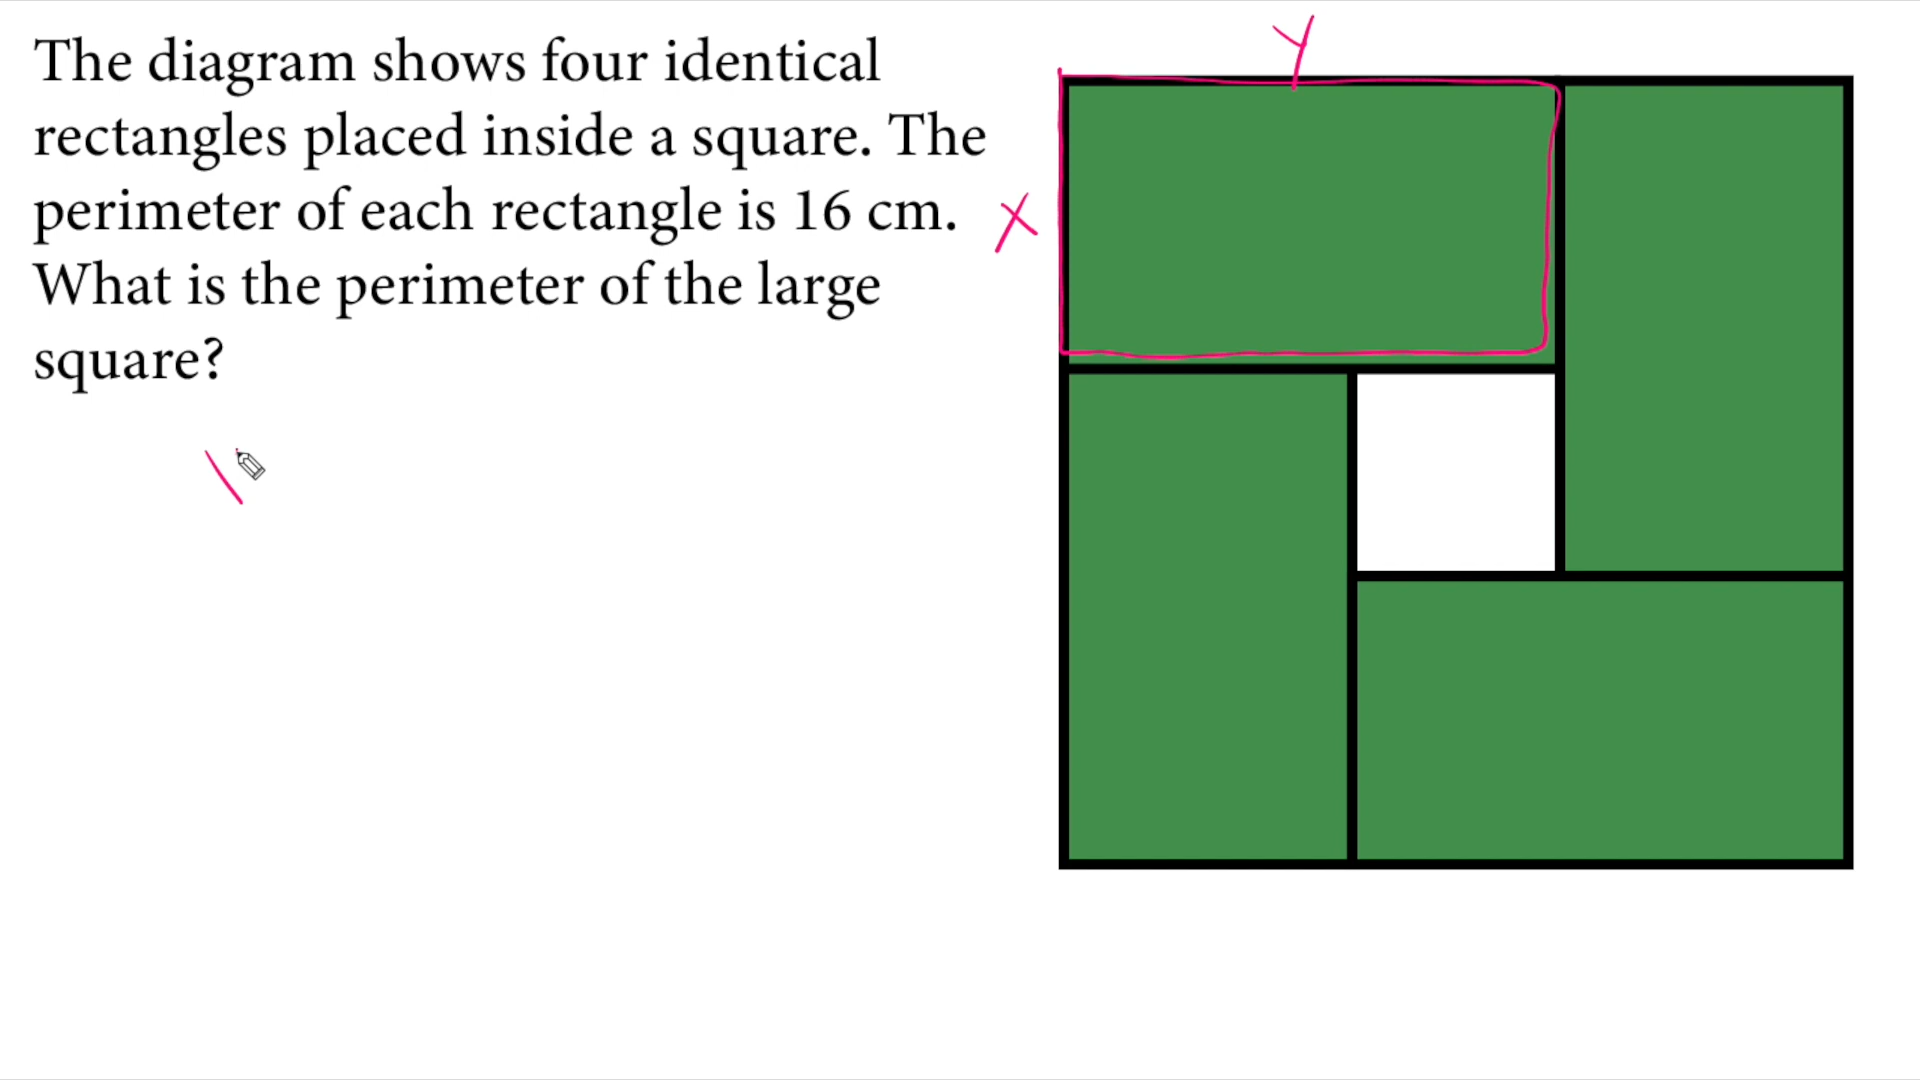 The diagram shows four identical
rectangles placed inside a square. The
perimeter of each rectangle is 16 cm.
What is the perimeter of the large
square?
Y
X